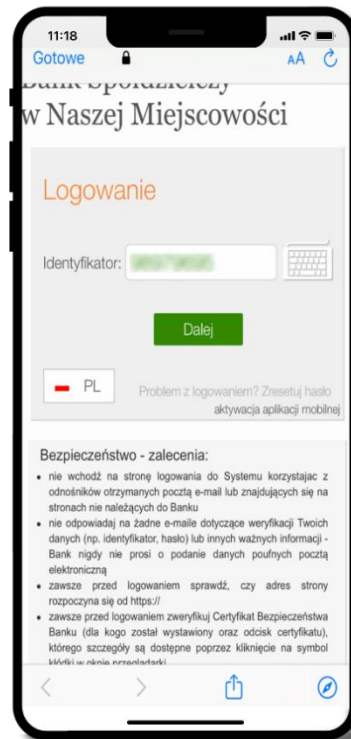 11:18
Gotowe
AA
Bank Spółdzielczy
w Naszej Miejscowości
Logowanie
Identyfikator:
Dalej
PL
Problem z logowaniem? Zresetuj hasło
aktywacja aplikacji mobilnej
Bezpieczeństwo - zalecenia:
• nie wchodź na stronę logowania do Systemu korzystając z
odnośników otrzymanych pocztą e-mail lub znajdujących się na
stronach nie należących do Banku
• nie odpowiadaj na żadne e-maile dotyczące weryfikacji Twoich
danych (np. identyfikator, hasło) lub innych ważnych informacji -
Bank nigdy nie prosi o podanie danych poufnych pocztą
elektroniczną
• zawsze przed logowaniem sprawdź, czy adres strony
rozpoczyna się od https://
• zawsze przed logowaniem zweryfikuj Certyfikat Bezpieczeństwa
Banku (dla kogo został wystawiony oraz odcisk certyfikatu),
którego szczegóły są dostępne poprzez kliknięcie na symbol
kłódki w oknie przeglądarki